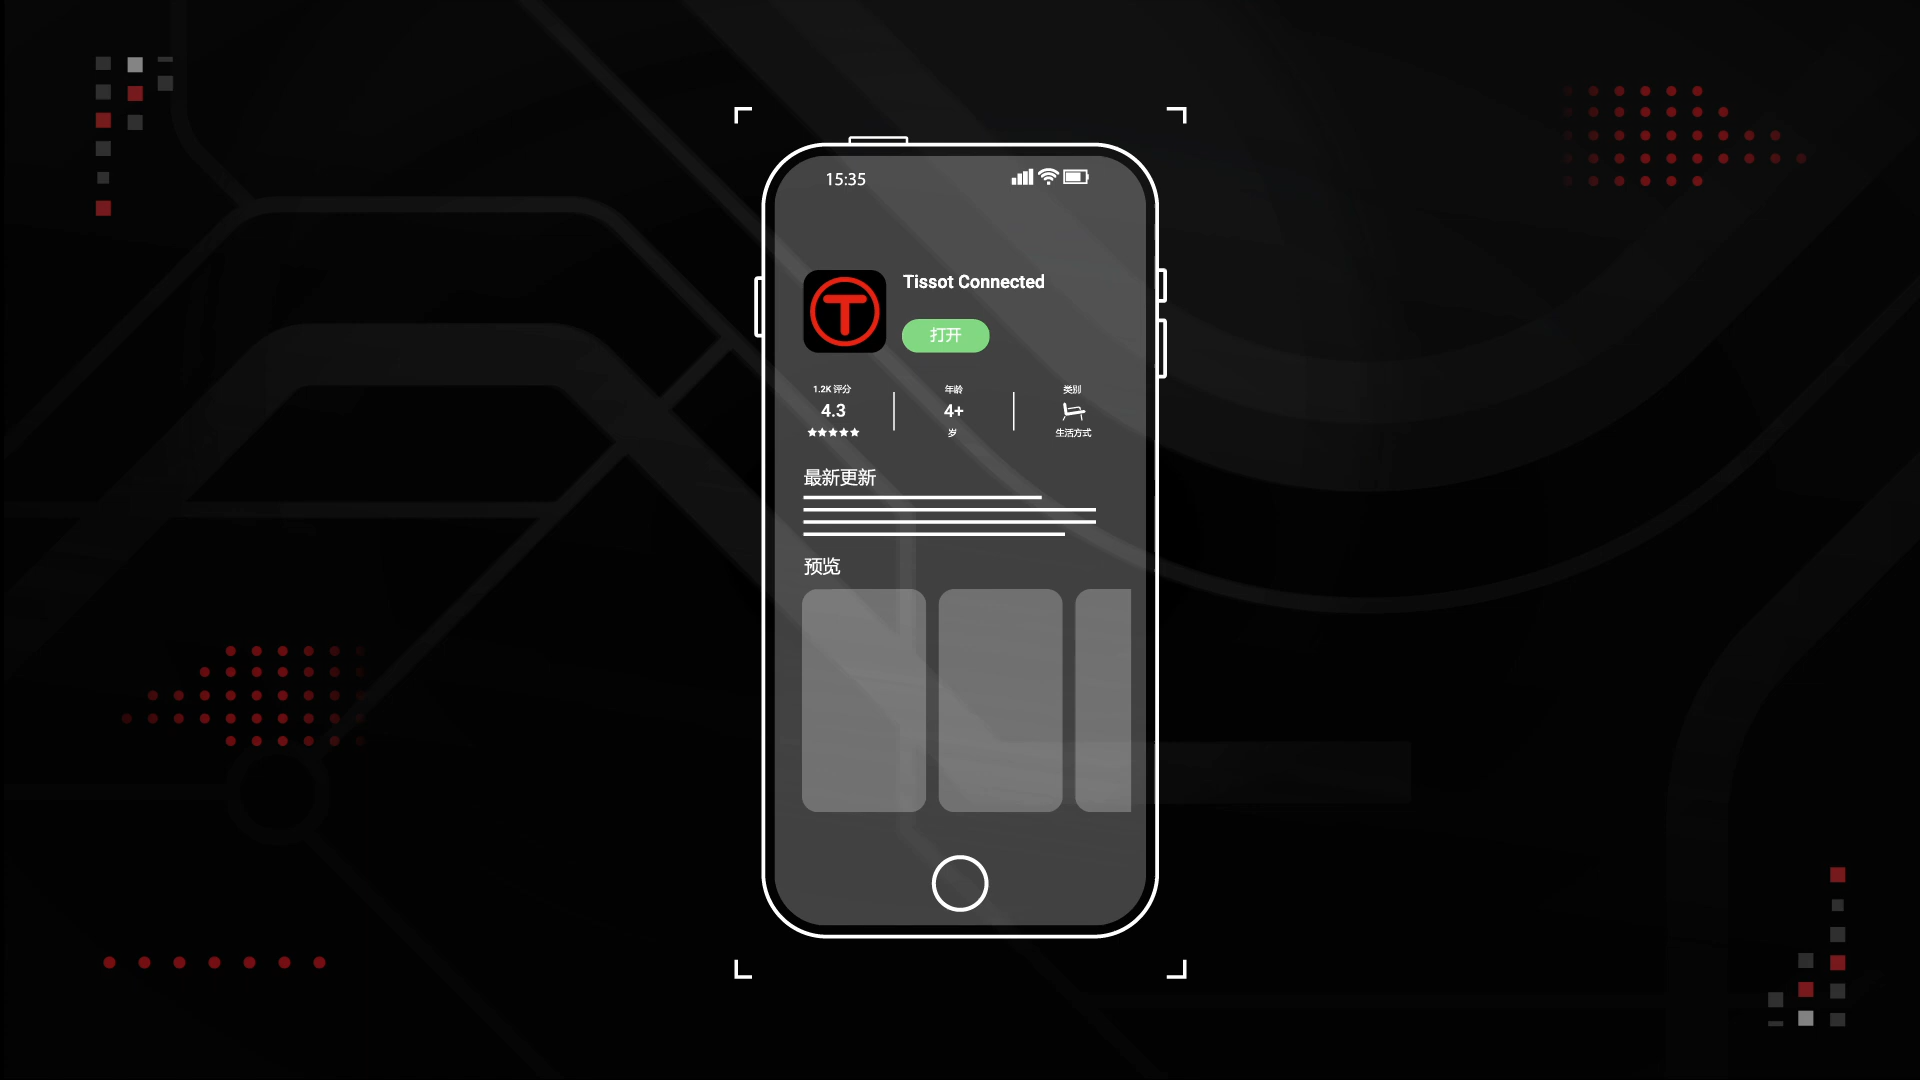 15:35
T
Tissot Connected
打开
1.2K 评分
年龄
类别
4.3
4+
岁
生活方式
最新更新
预览